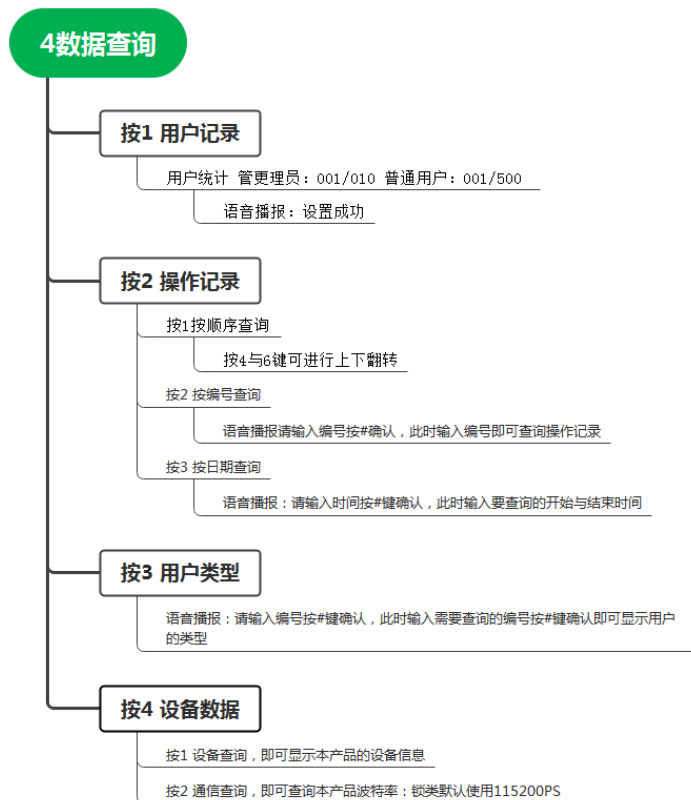 4数据查询
按1 用户记录
用户统计 管更理员：001/010 普通用户：001/500
语音播报：设置成功
按2 操作记录
按1按顺序查询
按4与6键可进行上下翻转
按2 按编号查询
语音播报请输入编号按#确认，此时输入编号即可查询操作记录
按3 按日期查询
语音播报：请输入时间按#键确认，此时输入要查询的开始与结束时间
按3 用户类型
语音播报：请输入编号按#键确认，此时输入需要查询的编号按#键确认即可显示用户
的类型
按4 设备数据
按1 设备查询，即可显示本产品的设备信息
按2 通信查询，即可查询本产品波特率：锁类默认使用115200PS